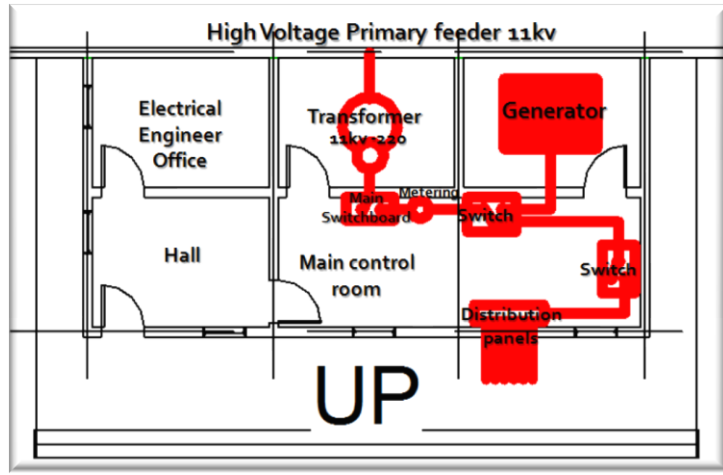 High Voltage Primary feeder 11kv
Electrical
Engineer
Office
Transformer
11kv -220
Generator
Metering
Main
Switchboard
Switch
Hall
Main control
room
Switch
Distribution
panels
UP